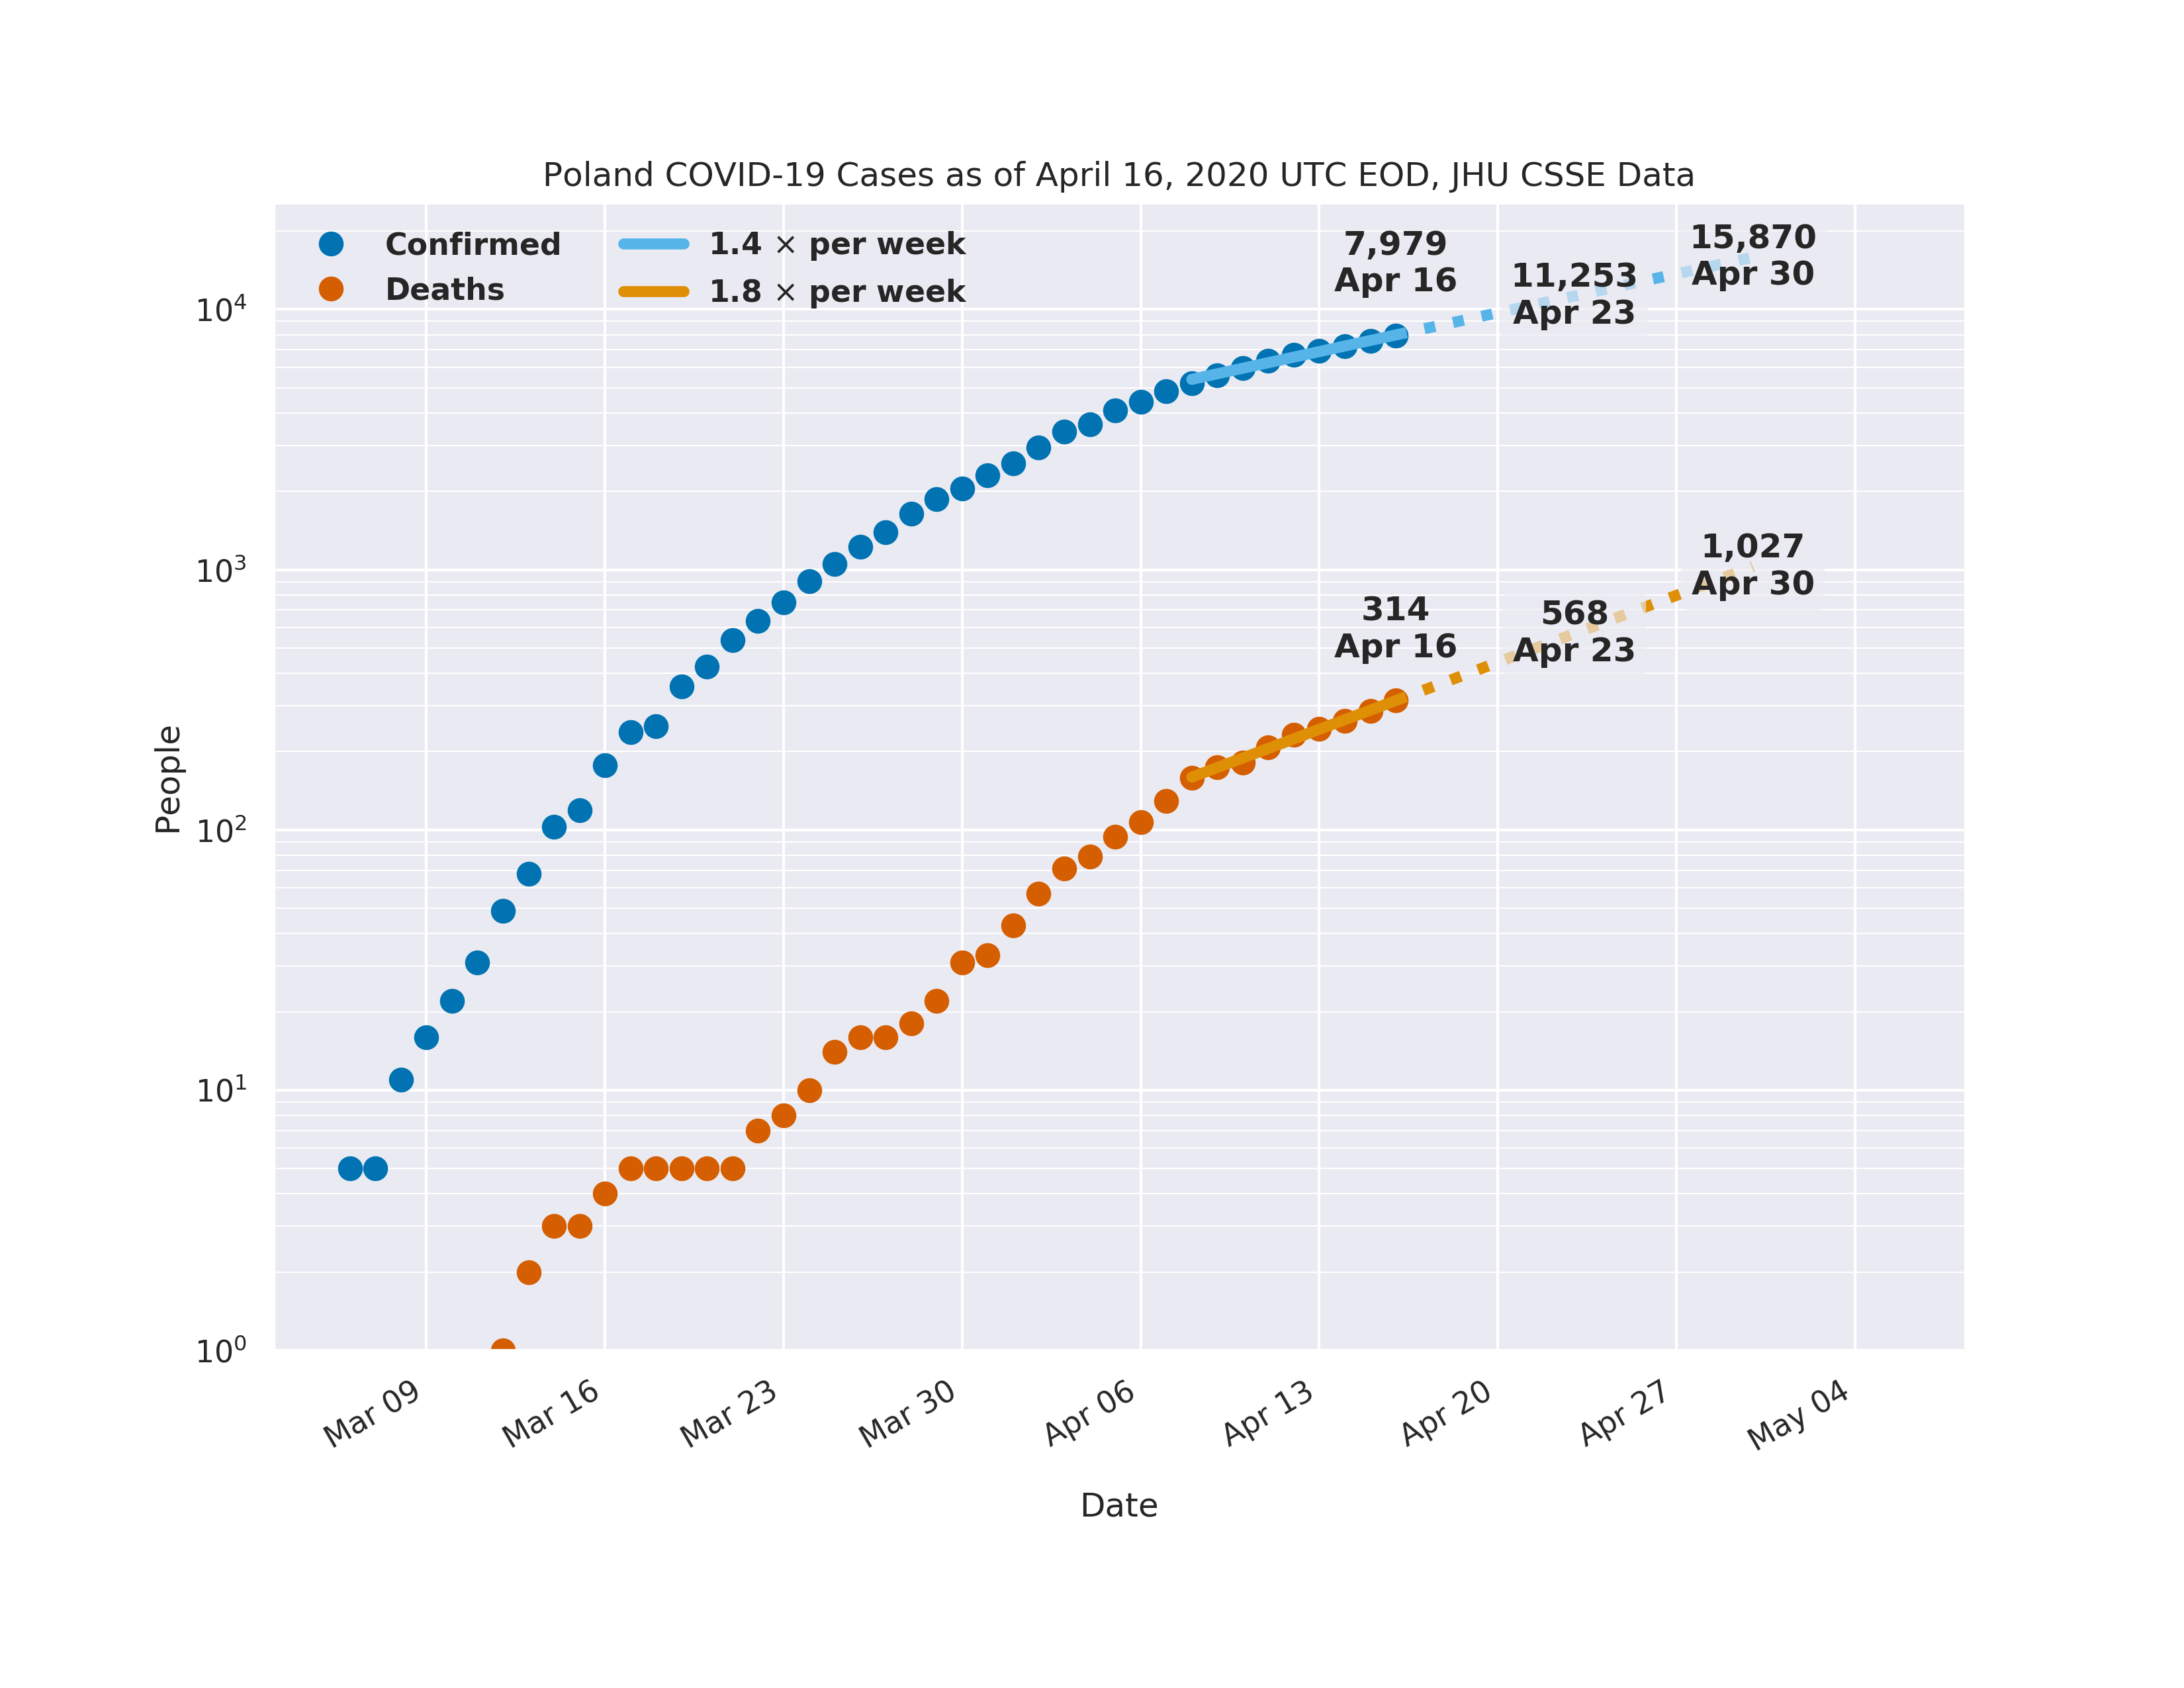 Poland COVID-19 Cases as of April 16, 2020 UTC EOD, JHU CSSE Data
Confirmed
Deaths
1.4 × per week
1.8 × per week
7,979
Apr 16
11,253
Apr 23
15,870
Apr 30
314
Apr 16
568
Apr 23
1,027
Apr 30
People
10⁴
10³
10²
10¹
10⁰
Mar 09
Mar 16
Mar 23
Mar 30
Apr 06
Apr 13
Apr 20
Apr 27
May 04
Date